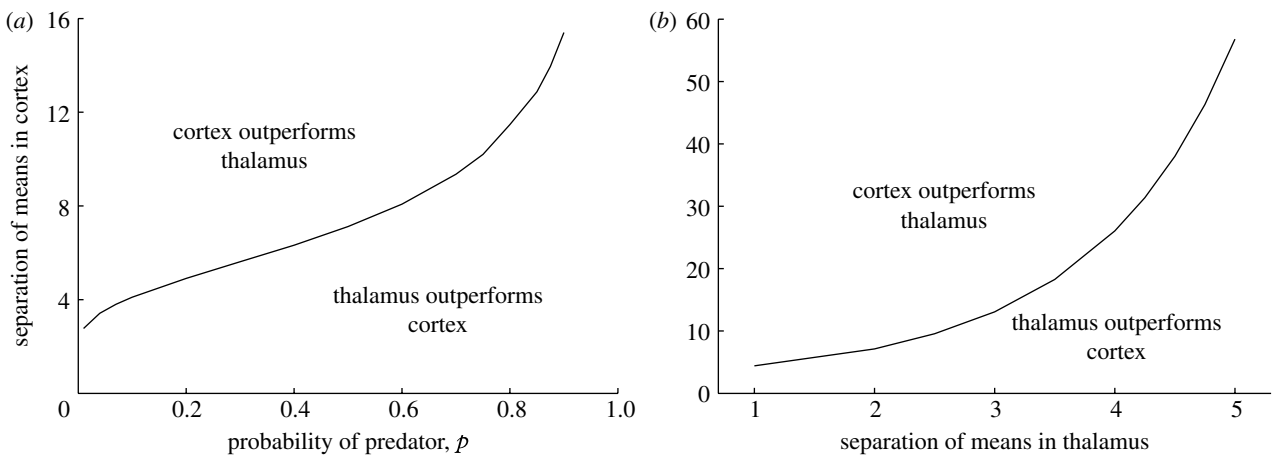 (a)
16
12
8
4
0
separation of means in cortex
cortex outperforms
thalamus
thalamus outperforms
cortex
0.2 0.4 0.6 0.8 1.0
probability of predator, p
(b)
60
50
40
30
20
10
0
cortex outperforms
thalamus
thalamus outperforms
cortex
1 2 3 4 5
separation of means in thalamus